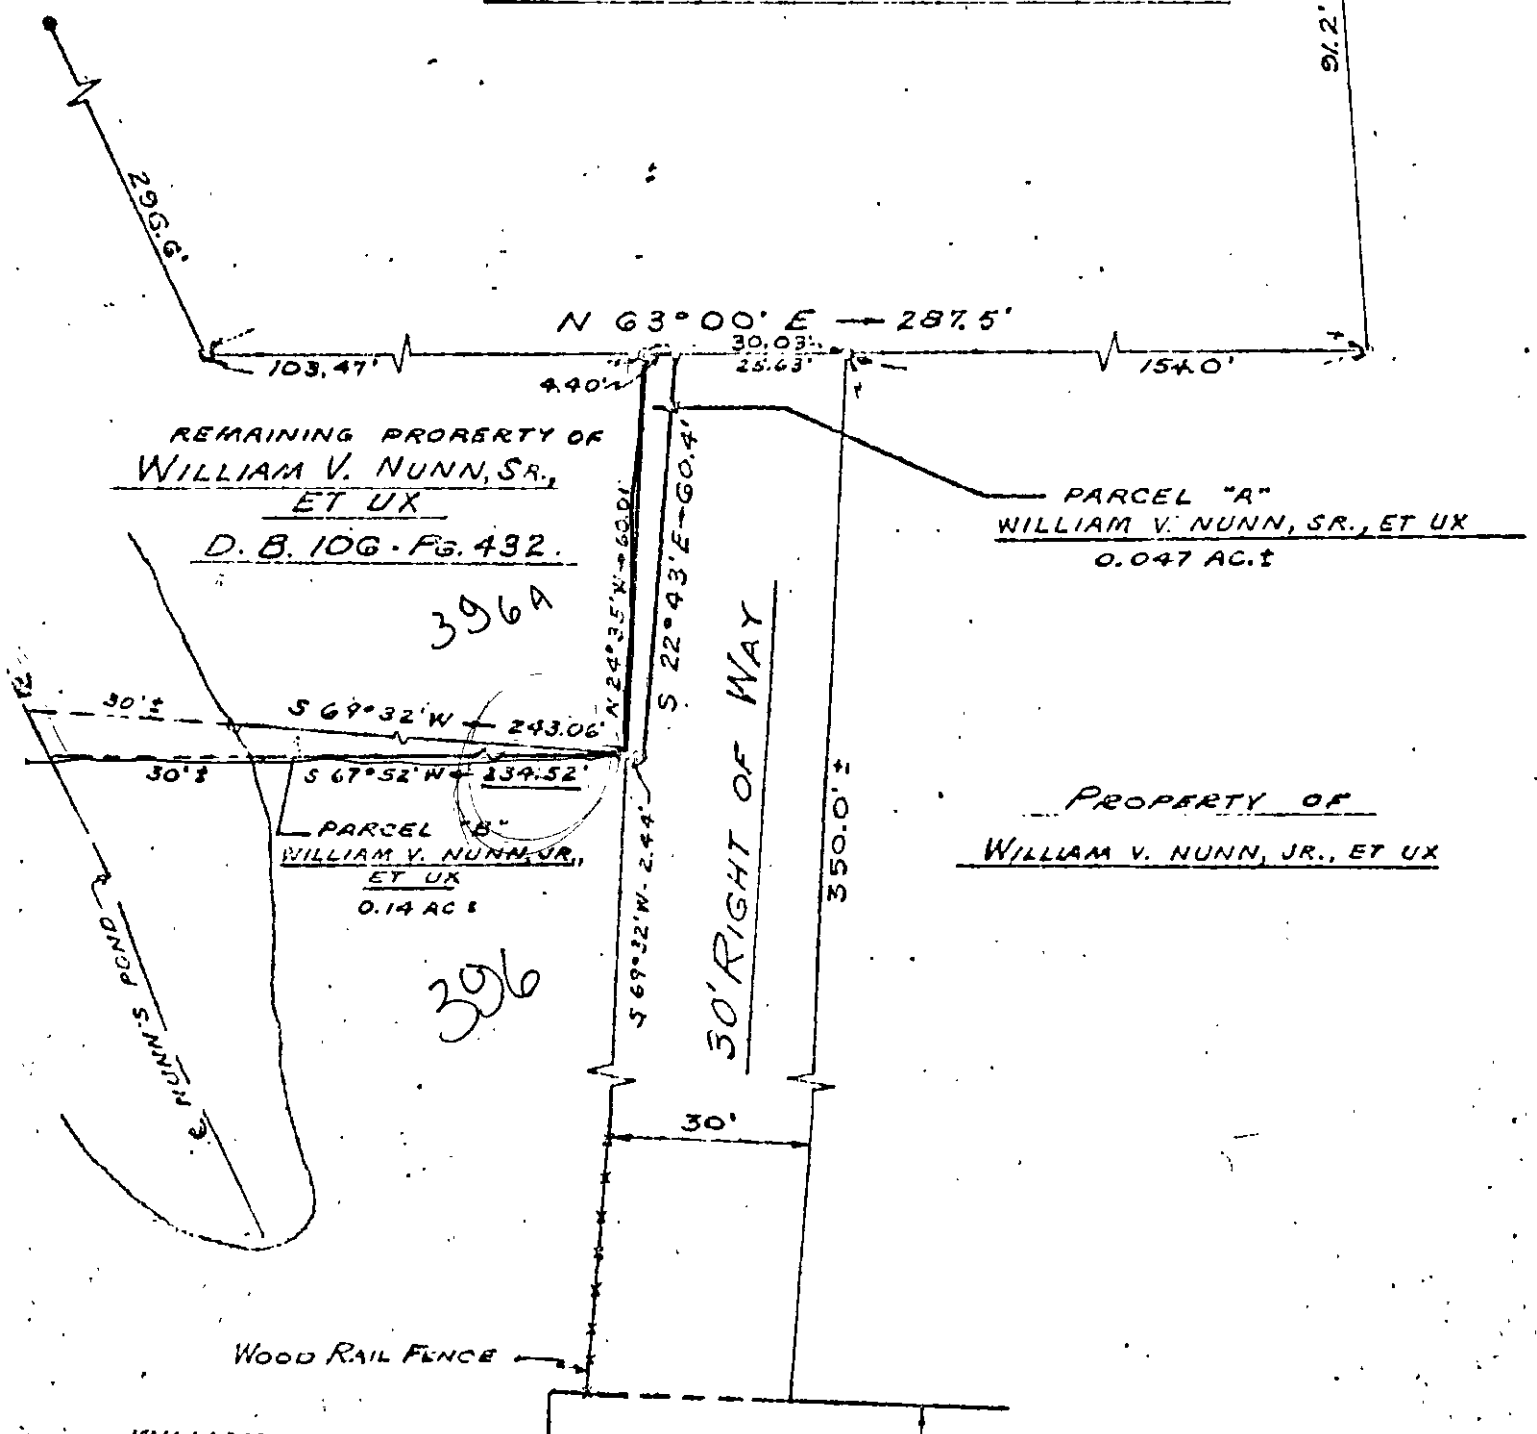 91.2'
296.6'
N 63° 00' E 287.5'
30.03'
103.47'
4.40'
25.63'
154.0'
REMAINING PROPERTY OF
WILLIAM V. NUNN, SR.,
ET UX
D. B. 106 · PG. 432.
396A
N 24° 35' W 60.01'
S 22° 43' E 60.4'
PARCEL "A"
WILLIAM V. NUNN, SR., ET UX
0.047 AC.±
30'±
S 69° 32' W 243.06'
30'±
S 67° 52' W 234.52'
PARCEL "B"
WILLIAM V. NUNN, JR.,
ET UX
0.14 AC ±
396
S 69° 32' W - 2.44'
30' RIGHT OF WAY
350.0' ±
PROPERTY OF
WILLIAM V. NUNN, JR., ET UX
℄ NUNN'S POND
30'
WOOD RAIL FENCE